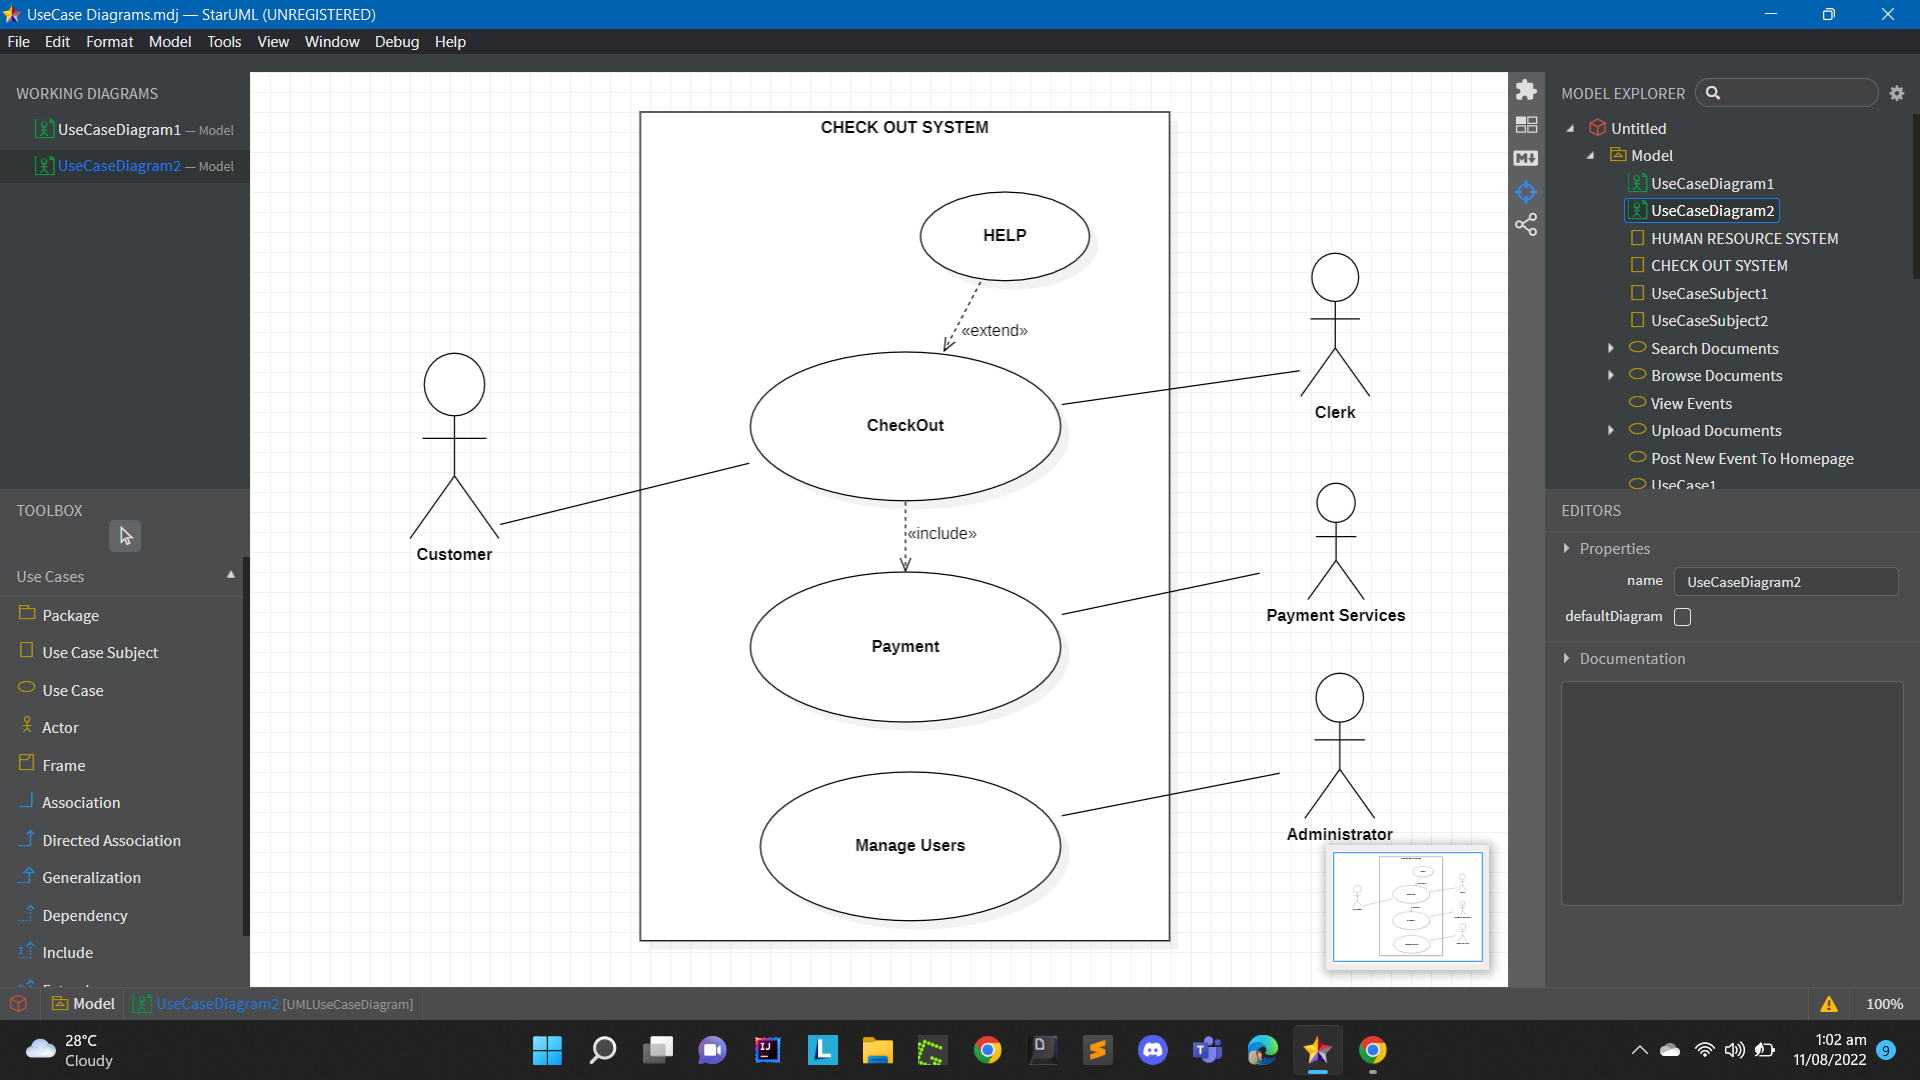 UseCase Diagrams.mdj — StarUML (UNREGISTERED)
File Edit Format Model Tools View Window Debug Help
WORKING DIAGRAMS
UseCaseDiagram1 — Model
UseCaseDiagram2 — Model
TOOLBOX
Use Cases
Package
Use Case Subject
Use Case
Actor
Frame
Association
Directed Association
Generalization
Dependency
Include
CHECK OUT SYSTEM
HELP
«extend»
CheckOut
«include»
Payment
Manage Users
Customer
Clerk
Payment Services
Administrator
MODEL EXPLORER
Untitled
Model
UseCaseDiagram1
UseCaseDiagram2
HUMAN RESOURCE SYSTEM
CHECK OUT SYSTEM
UseCaseSubject1
UseCaseSubject2
Search Documents
Browse Documents
View Events
Upload Documents
Post New Event To Homepage
UseCase1
EDITORS
Properties
name UseCaseDiagram2
defaultDiagram
Documentation
Model UseCaseDiagram2 [UMLUseCaseDiagram]
100%
28°C
Cloudy
1:02 am
11/08/2022 9